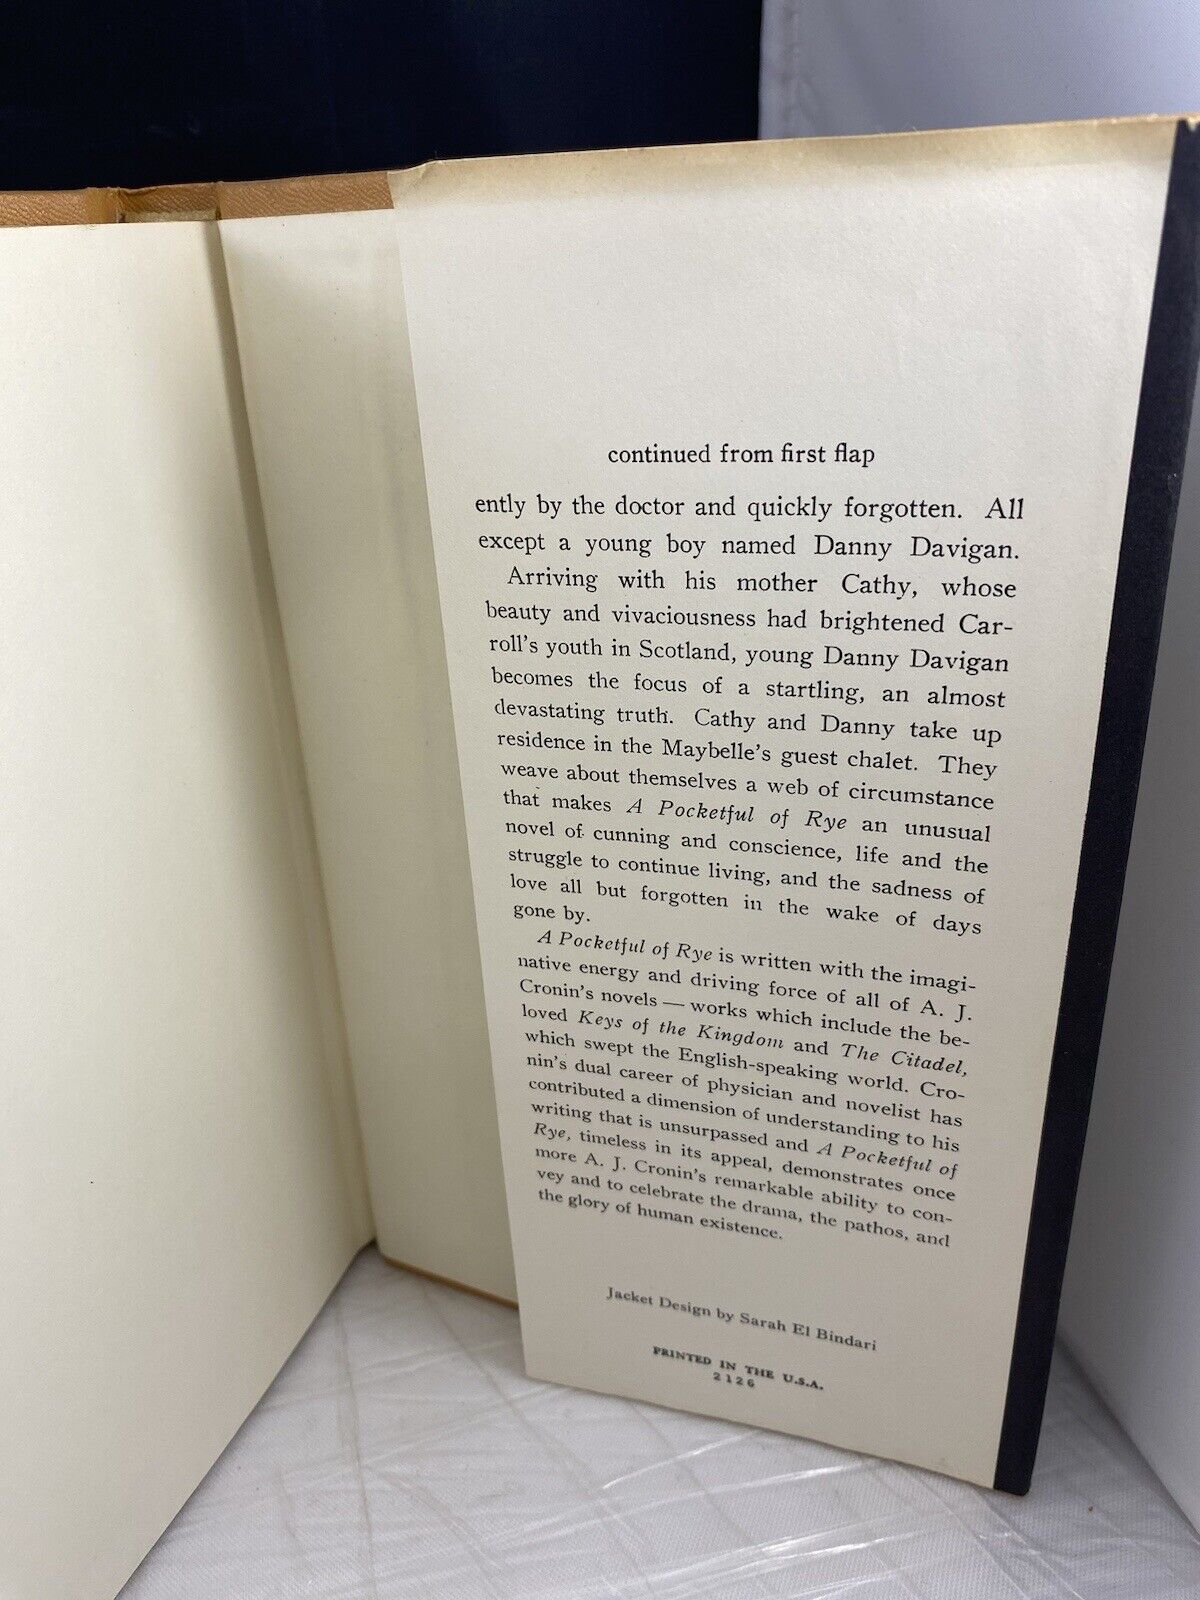 continued from first flap
ently by the doctor and quickly forgotten. All
except a young boy named Danny Davigan.
Arriving with his mother Cathy, whose
beauty and vivaciousness had brightened Car-
roll's youth in Scotland, young Danny Davigan
becomes the focus of a startling, an almost
devastating truth. Cathy and Danny take up
residence in the Maybelle's guest chalet. They
weave about themselves a web of circumstance
that makes A Pocketful of Rye an unusual
novel of cunning and conscience, life and the
struggle to continue living, and the sadness of
love all but forgotten in the wake of days
gone by.
A Pocketful of Rye is written with the imagi-
native energy and driving force of all of A. J.
Cronin's novels — works which include the be-
loved Keys of the Kingdom and The Citadel,
which swept the English-speaking world. Cro-
nin's dual career of physician and novelist has
contributed a dimension of understanding to his
writing that is unsurpassed and A Pocketful of
Rye, timeless in its appeal, demonstrates once
more A. J. Cronin's remarkable ability to con-
vey and to celebrate the drama, the pathos, and
the glory of human existence.
Jacket Design by Sarah El Bindari
PRINTED IN THE U.S.A.
2126